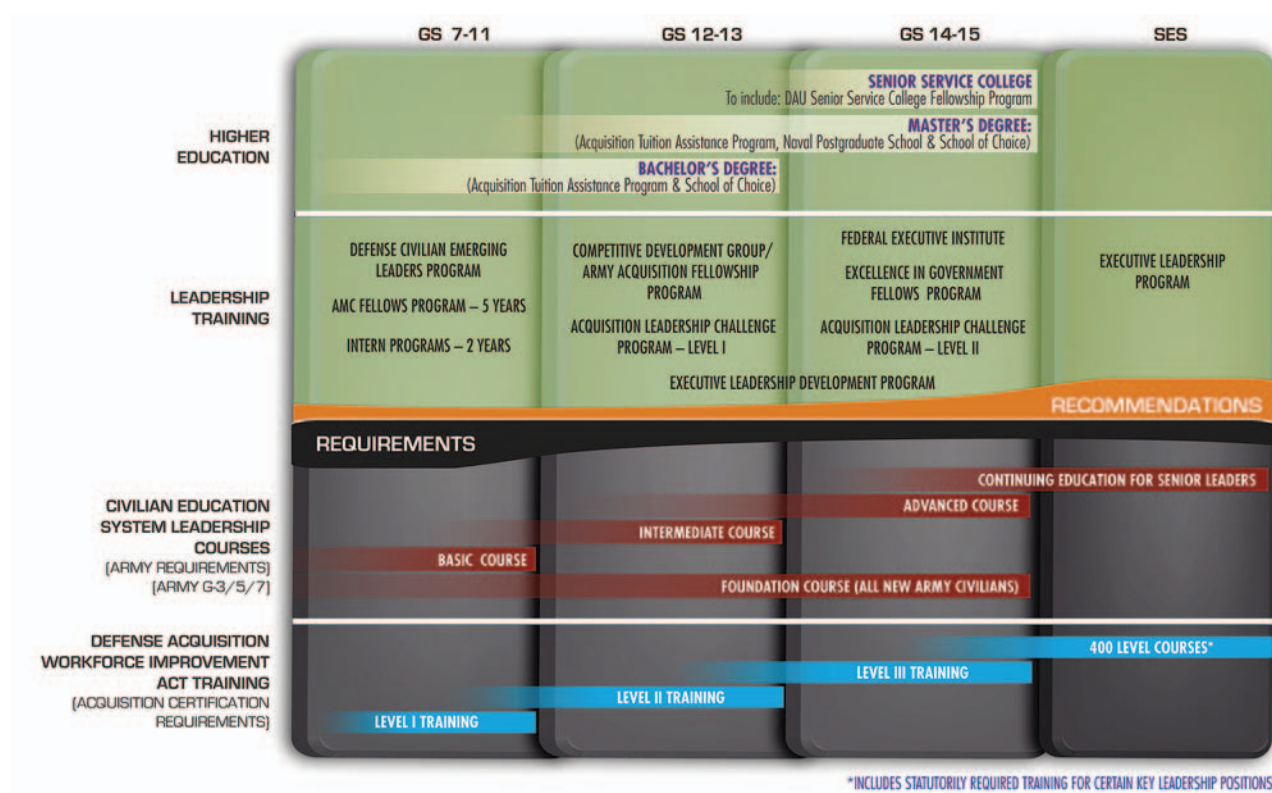 GS 7-11
GS 12-13
GS 14-15
SES
HIGHER
EDUCATION
SENIOR SERVICE COLLEGE
To include: DAU Senior Service College Fellowship Program
MASTER'S DEGREE:
(Acquisition Tuition Assistance Program, Naval Postgraduate School & School of Choice)
BACHELOR'S DEGREE:
(Acquisition Tuition Assistance Program & School of Choice)
LEADERSHIP
TRAINING
DEFENSE CIVILIAN EMERGING
LEADERS PROGRAM
AMC FELLOWS PROGRAM – 5 YEARS
INTERN PROGRAMS – 2 YEARS
COMPETITIVE DEVELOPMENT GROUP/
ARMY ACQUISITION FELLOWSHIP
PROGRAM
ACQUISITION LEADERSHIP CHALLENGE
PROGRAM – LEVEL I
FEDERAL EXECUTIVE INSTITUTE
EXCELLENCE IN GOVERNMENT
FELLOWS PROGRAM
ACQUISITION LEADERSHIP CHALLENGE
PROGRAM – LEVEL II
EXECUTIVE LEADERSHIP
PROGRAM
EXECUTIVE LEADERSHIP DEVELOPMENT PROGRAM
RECOMMENDATIONS
REQUIREMENTS
CIVILIAN EDUCATION
SYSTEM LEADERSHIP
COURSES
(ARMY REQUIREMENTS)
(ARMY G-3/5/7)
CONTINUING EDUCATION FOR SENIOR LEADERS
ADVANCED COURSE
INTERMEDIATE COURSE
BASIC COURSE
FOUNDATION COURSE (ALL NEW ARMY CIVILIANS)
DEFENSE ACQUISITION
WORKFORCE IMPROVEMENT
ACT TRAINING
(ACQUISITION CERTIFICATION
REQUIREMENTS)
400 LEVEL COURSES*
LEVEL III TRAINING
LEVEL II TRAINING
LEVEL I TRAINING
*INCLUDES STATUTORILY REQUIRED TRAINING FOR CERTAIN KEY LEADERSHIP POSITIONS